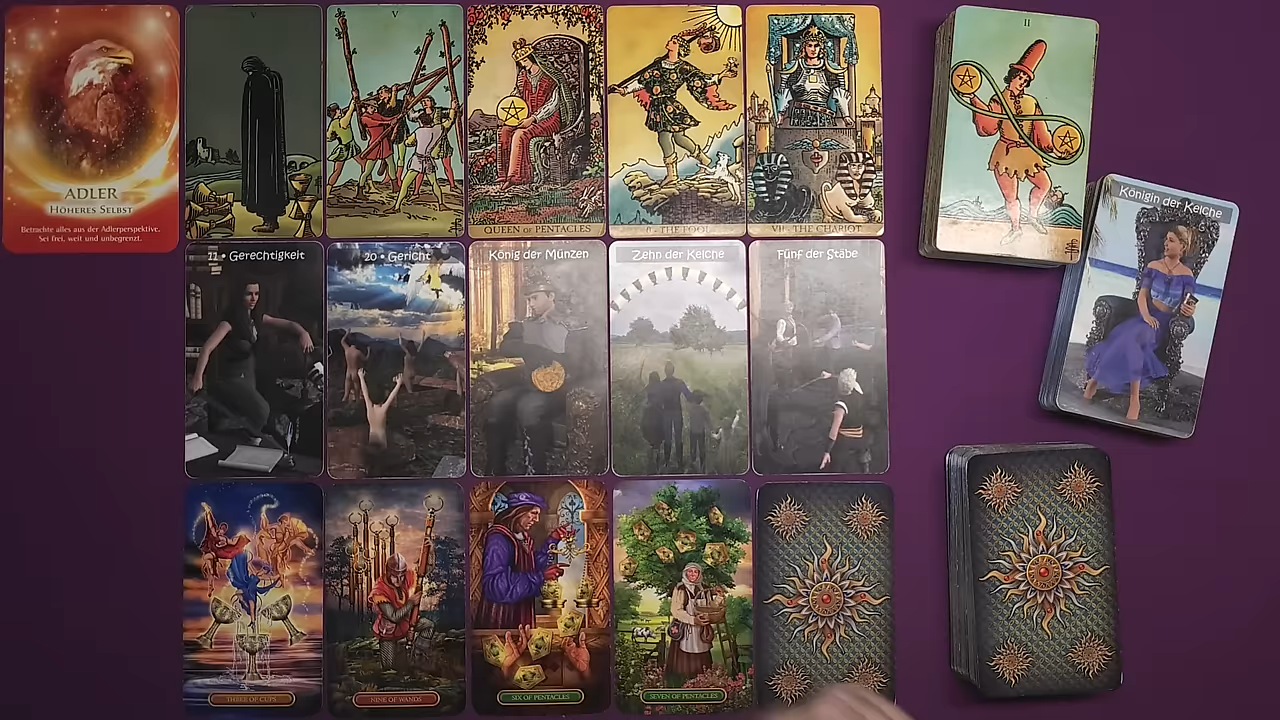 ADLER
HÖHERES SELBST
Betrachte alles aus der Adlerperspektive.
Sei frei, weit und unbegrenzt.
V
V
QUEEN OF PENTACLES
0. THE FOOL
VII. THE CHARIOT
II
Königin der Kelche
11 • Gerechtigkeit
20 • Gericht
König der Münzen
Zehn der Kelche
Fünf der Stäbe
THREE OF CUPS
NINE OF WANDS
SIX OF PENTACLES
SEVEN OF PENTACLES